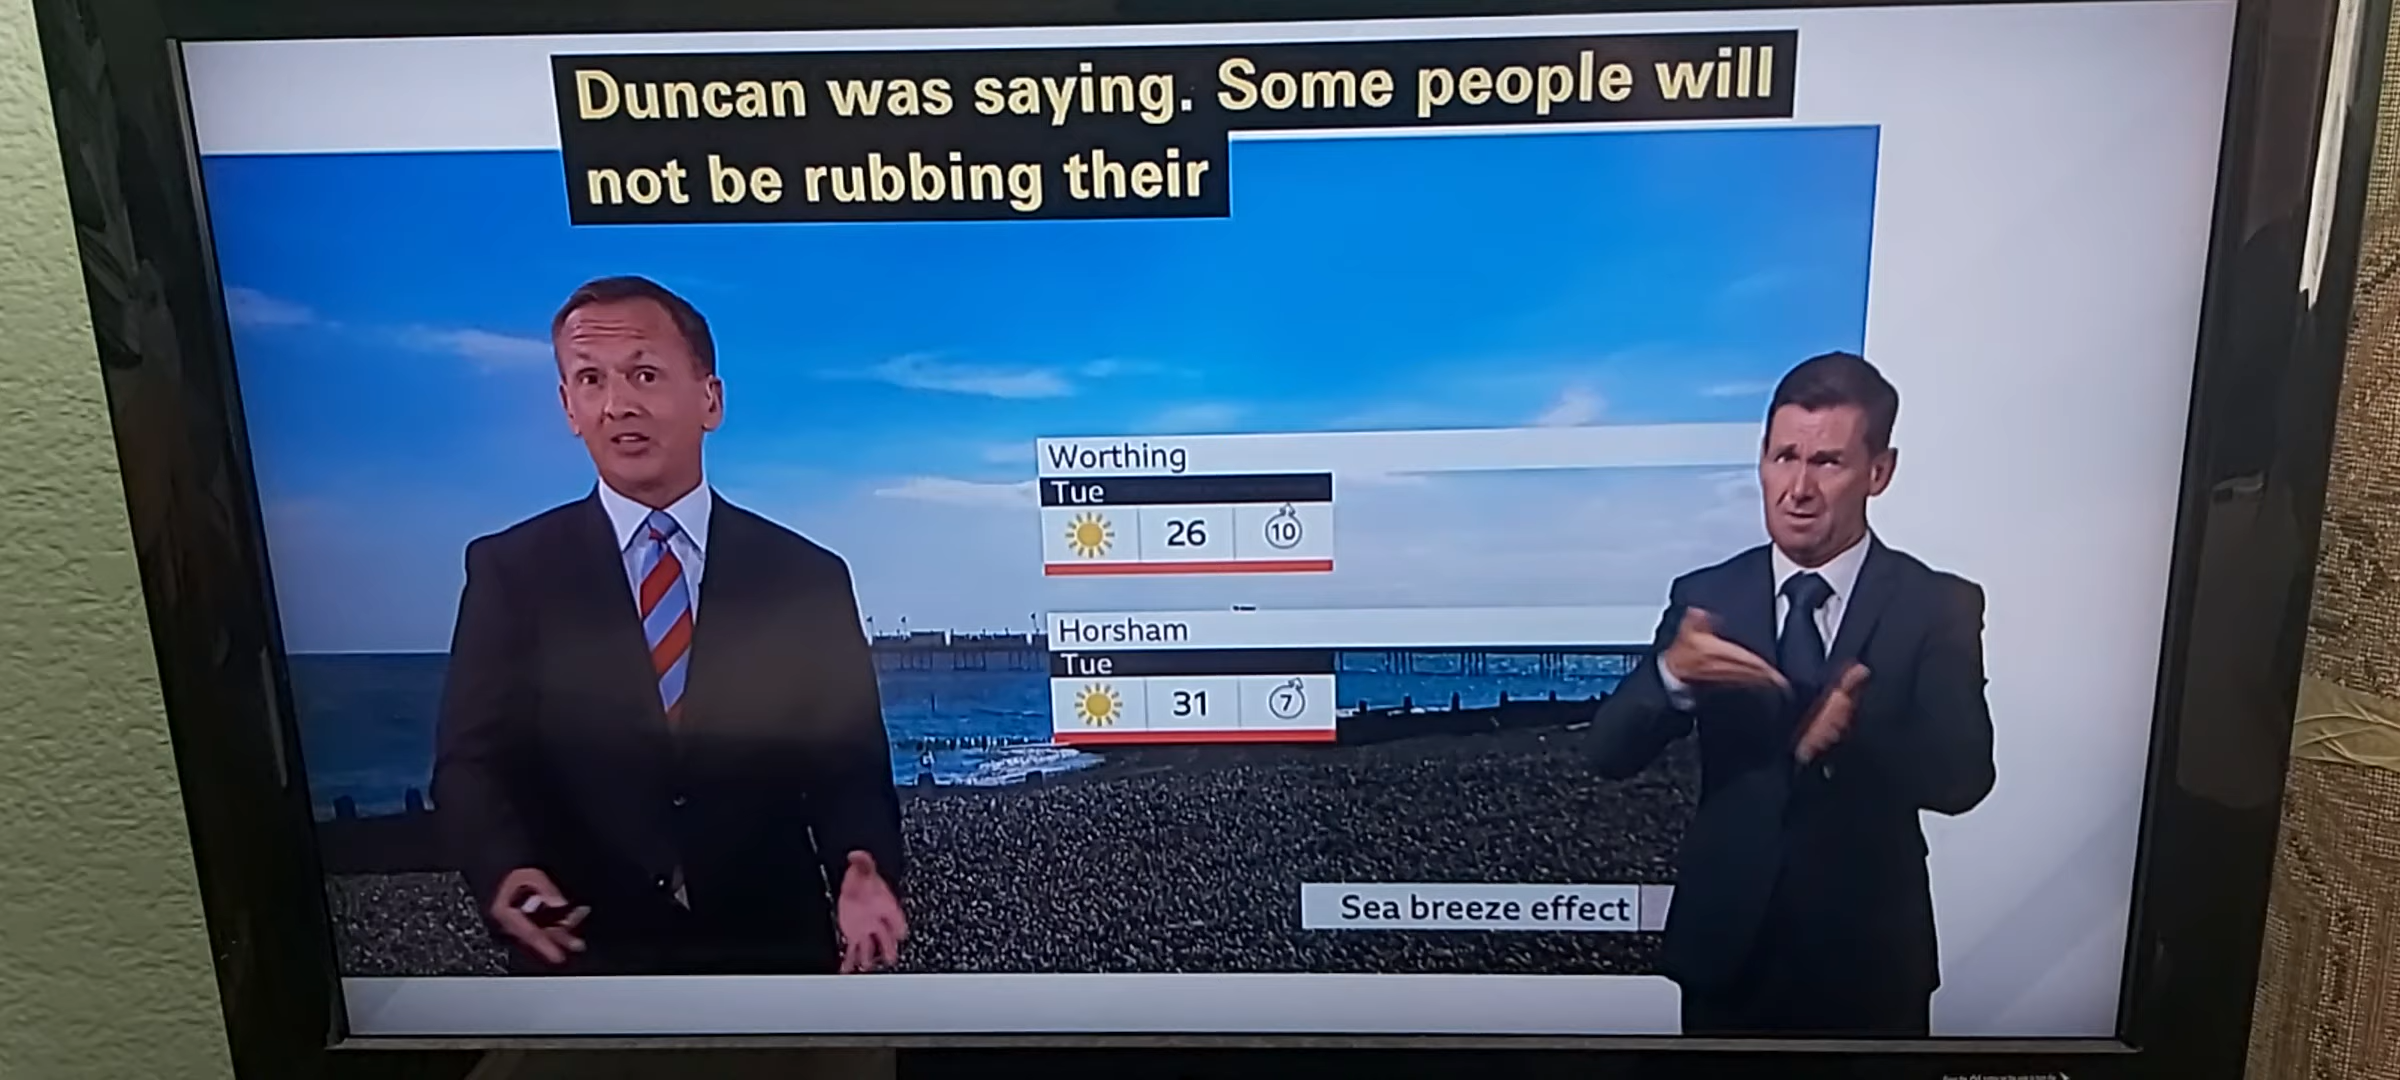 Duncan was saying. Some people will
not be rubbing their
Worthing
Tue
26 10
Horsham
Tue
31 7
Sea breeze effect